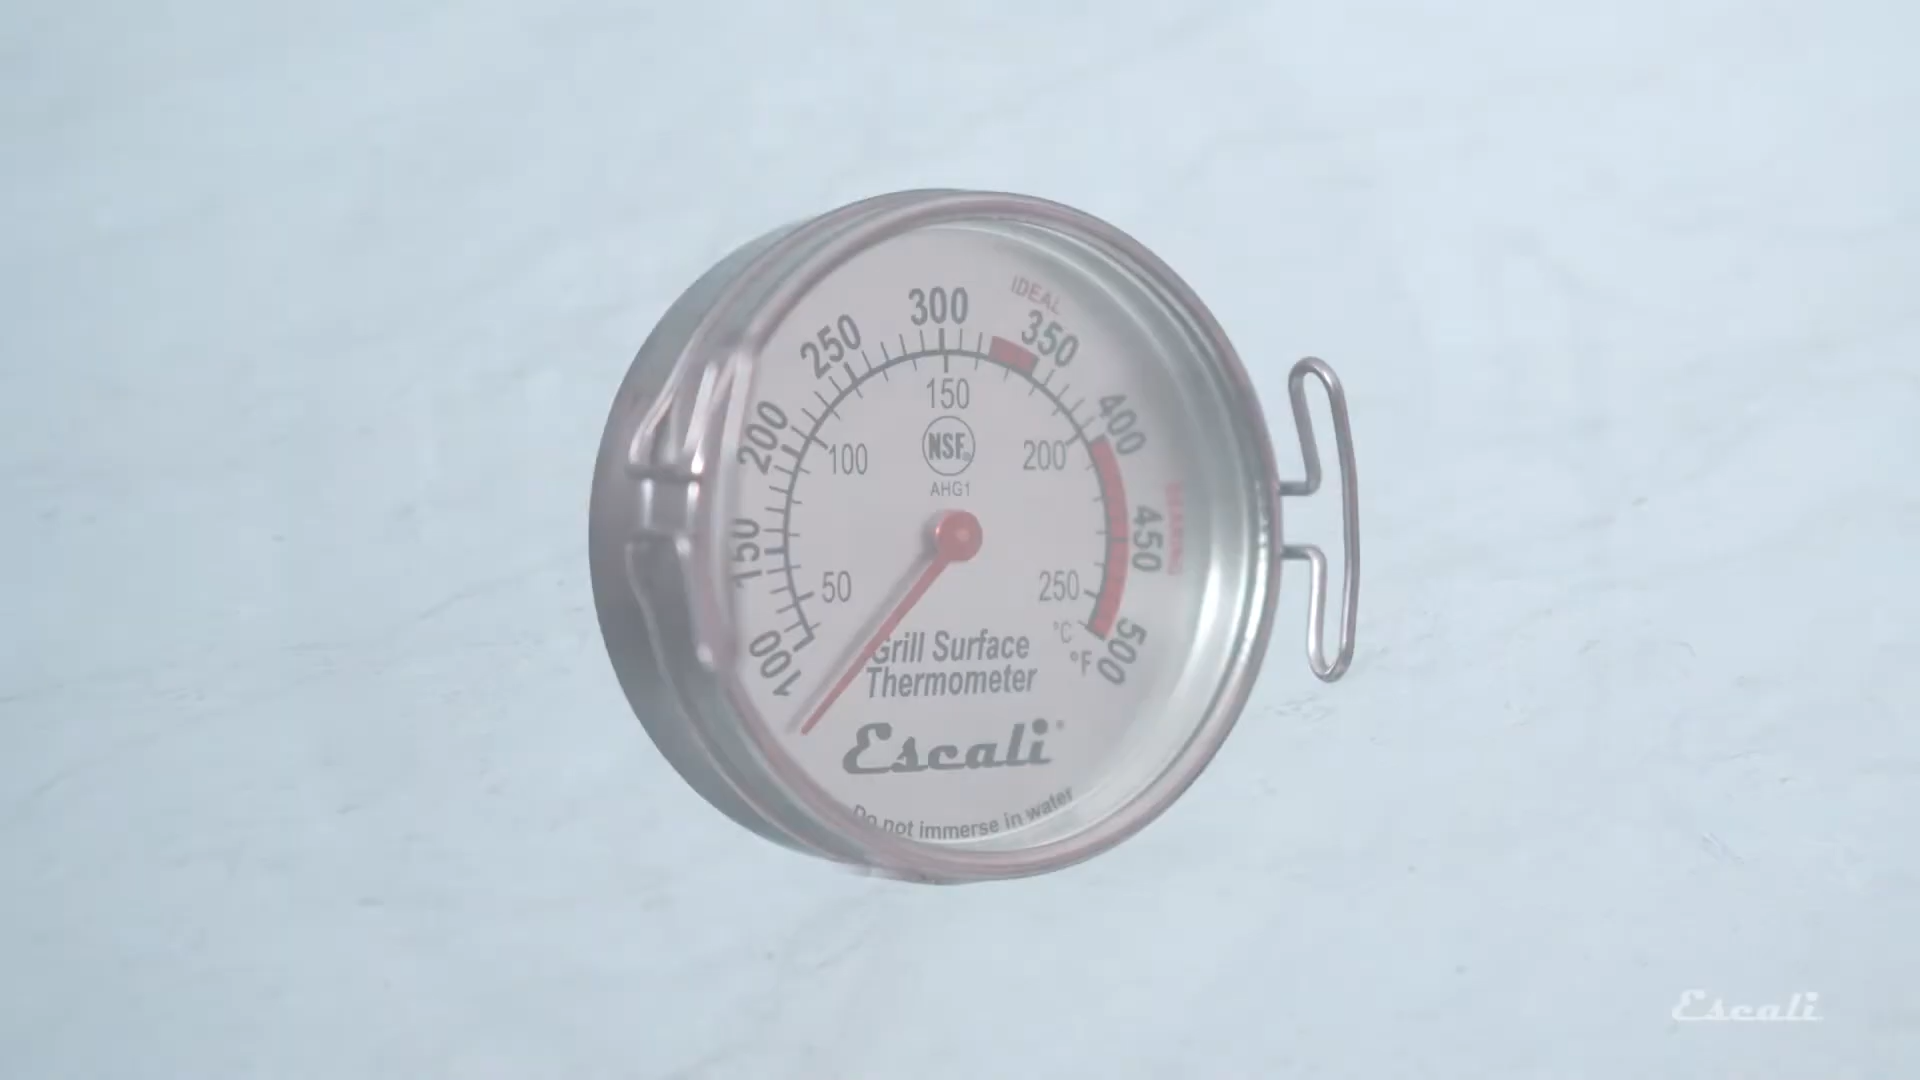 IDEAL
300
350
250
400
200
150
NSF®
100
200
AHG1
SEARING
450
150
50
250
100
°C
°F
500
Grill Surface
Thermometer
Escali®
Do not immerse in water
Escali